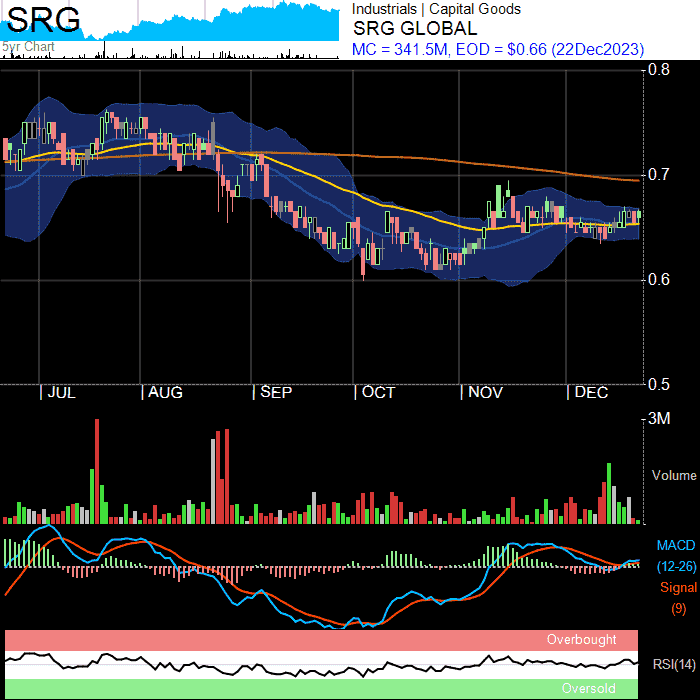 SRG
5yr Chart
Industrials | Capital Goods
SRG GLOBAL
MC = 341.5M, EOD = $0.66 (22Dec2023)
0.8
0.7
0.6
0.5
JUL AUG SEP OCT NOV DEC
3M
Volume
MACD
(12-26)
Signal
(9)
Overbought
RSI(14)
Oversold